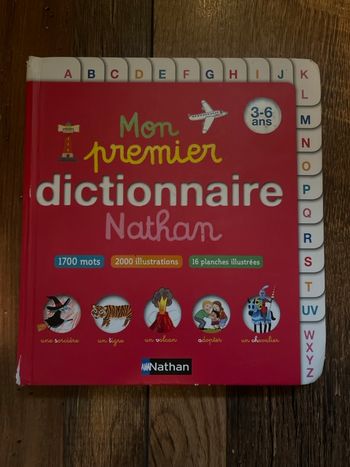 A B C D E F G H I J K
L
M
N
O
P
Q
R
S
T
UV
W
X
Y
Z
3-6
ans
Mon
premier
dictionnaire
Nathan
1700 mots 2000 illustrations 16 planches illustrées
une sorcière un tigre un volcan adopter un chevalier
Nathan